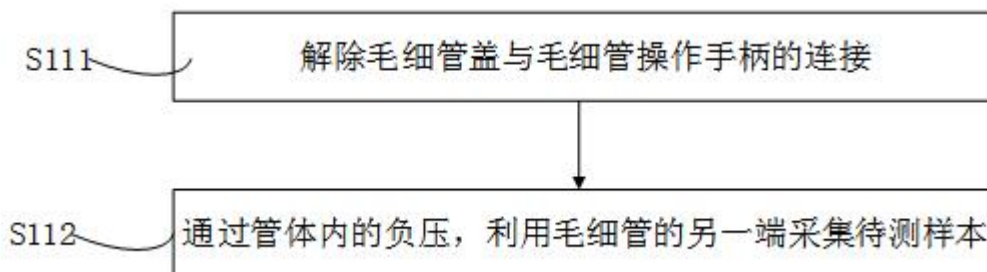 S111 解除毛细管盖与毛细管操作手柄的连接
S112 通过管体内的负压，利用毛细管的另一端采集待测样本